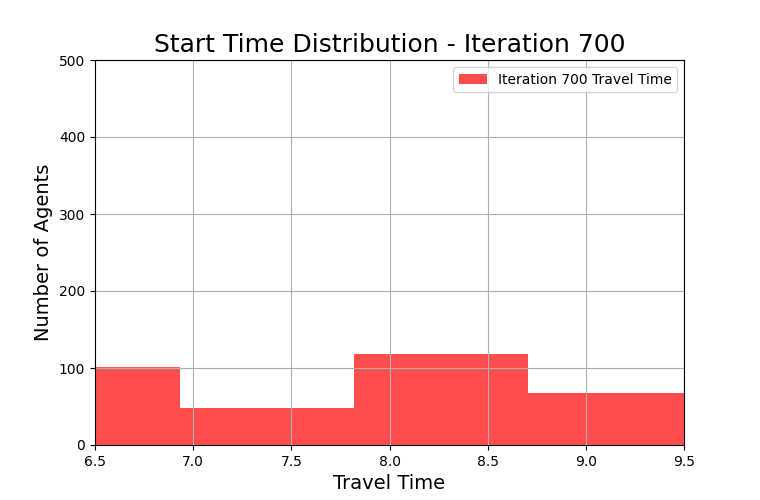 Start Time Distribution - Iteration 700
Iteration 700 Travel Time
Number of Agents
500
400
300
200
100
0
6.5 7.0 7.5 8.0 8.5 9.0 9.5
Travel Time